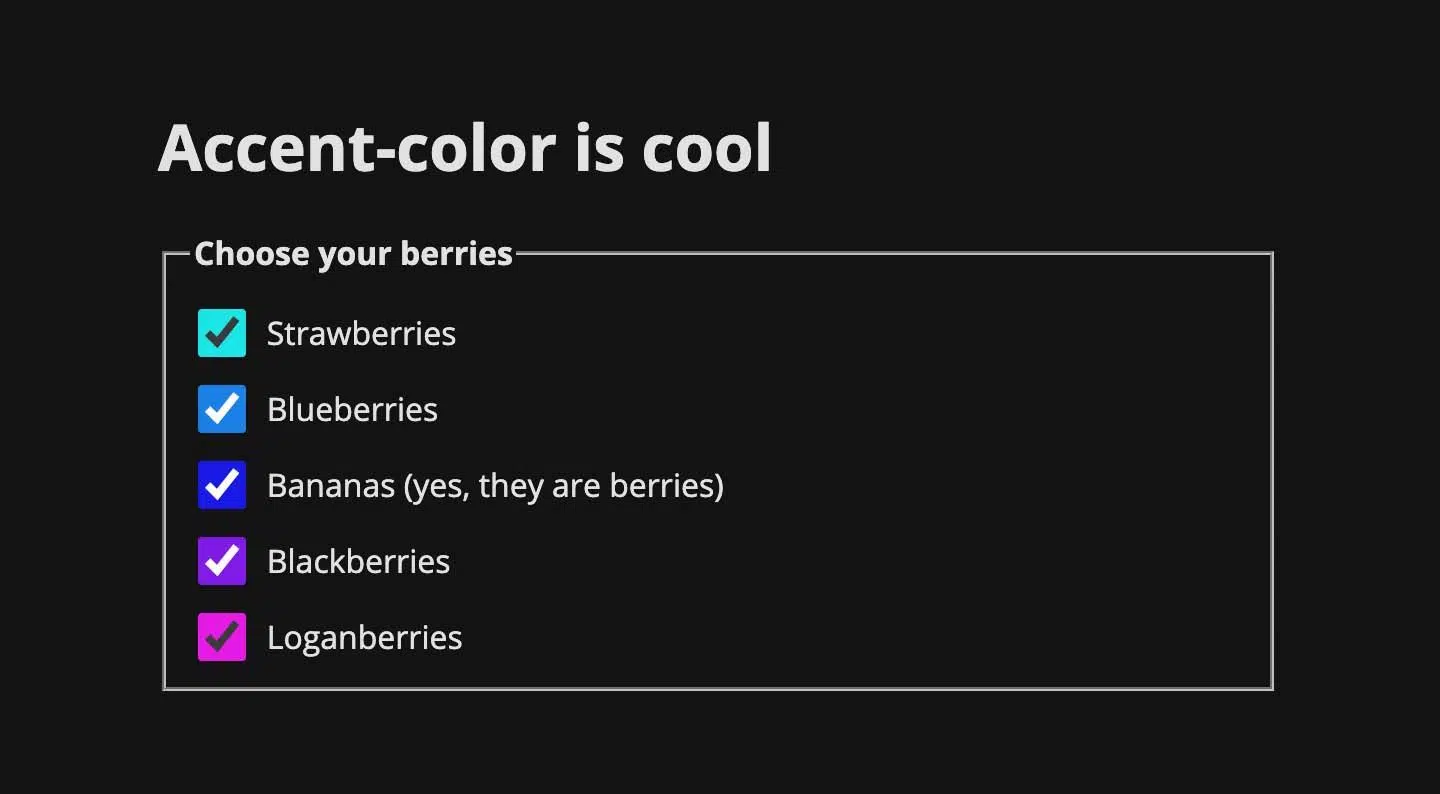 Accent-color is cool
Choose your berries
Strawberries
Blueberries
Bananas (yes, they are berries)
Blackberries
Loganberries